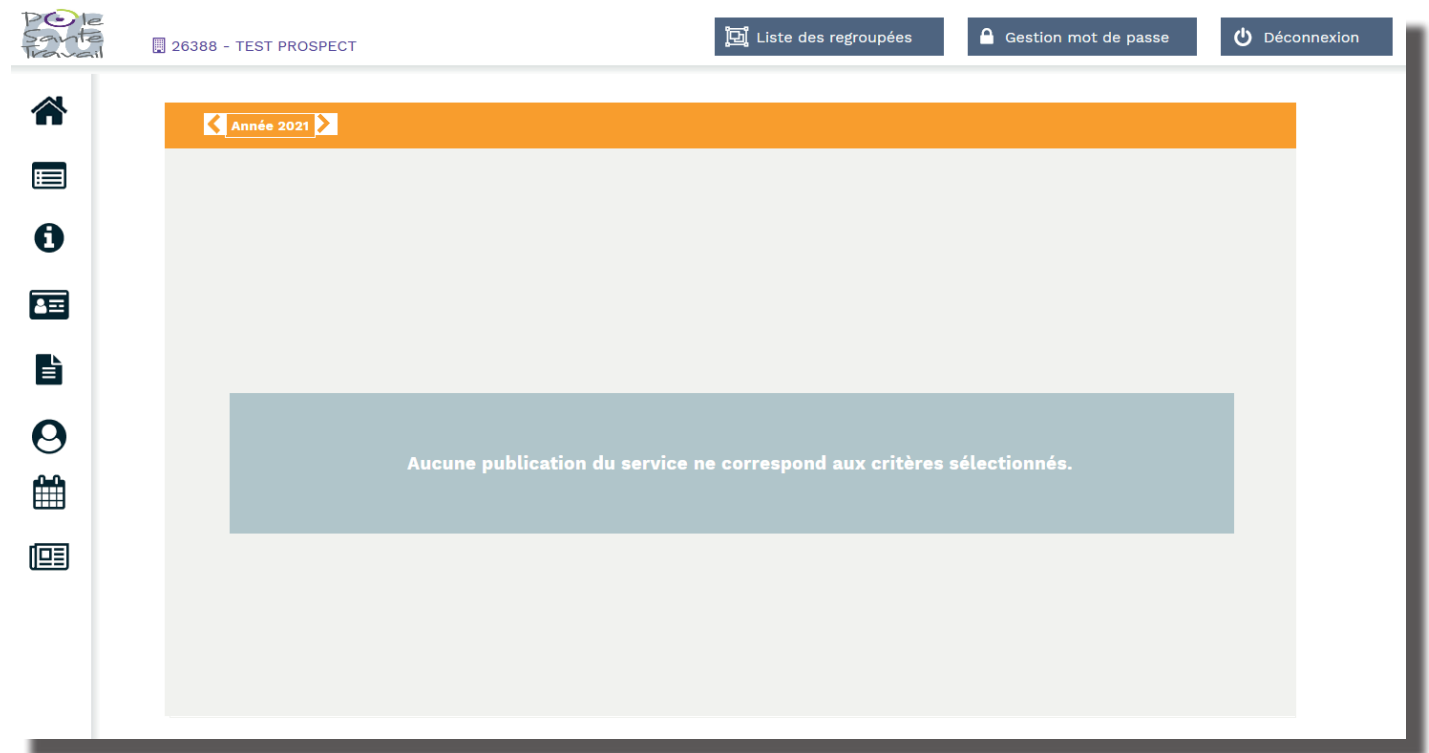 Pôle
Santé
Travail
26388 - TEST PROSPECT
Liste des regroupées
Gestion mot de passe
Déconnexion
Année 2021
Aucune publication du service ne correspond aux critères sélectionnés.